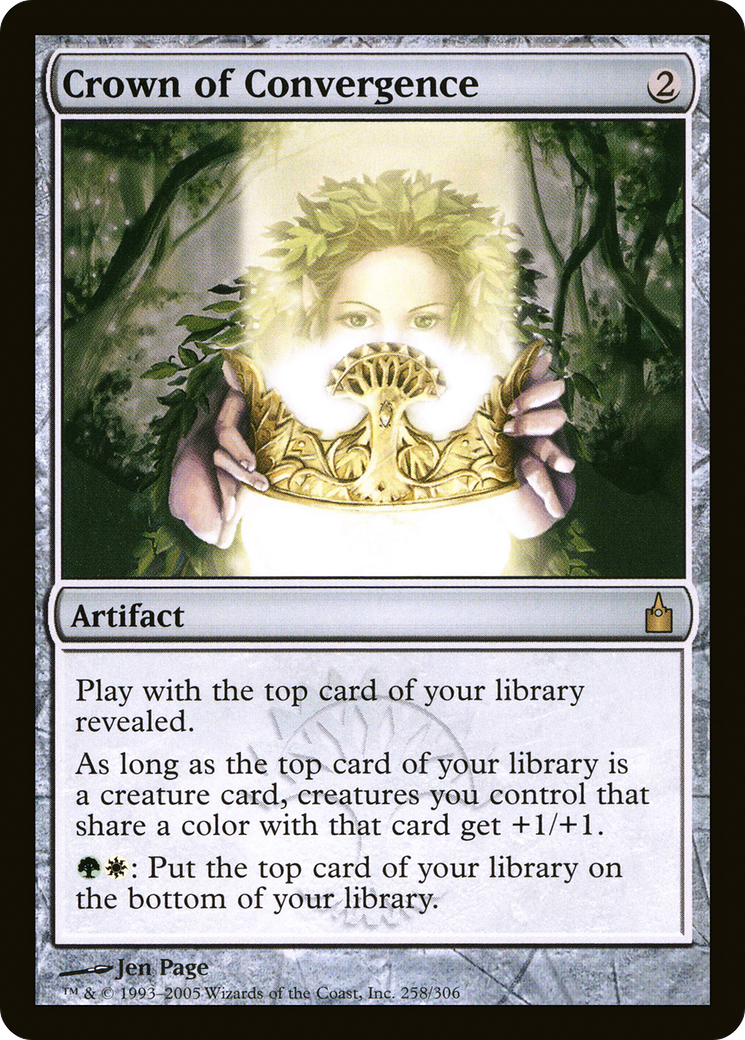 Crown of Convergence 2
Artifact
Play with the top card of your library
revealed.
As long as the top card of your library is
a creature card, creatures you control that
share a color with that card get +1/+1.
: Put the top card of your library on
the bottom of your library.
Jen Page
™ & © 1993–2005 Wizards of the Coast, Inc. 258/306